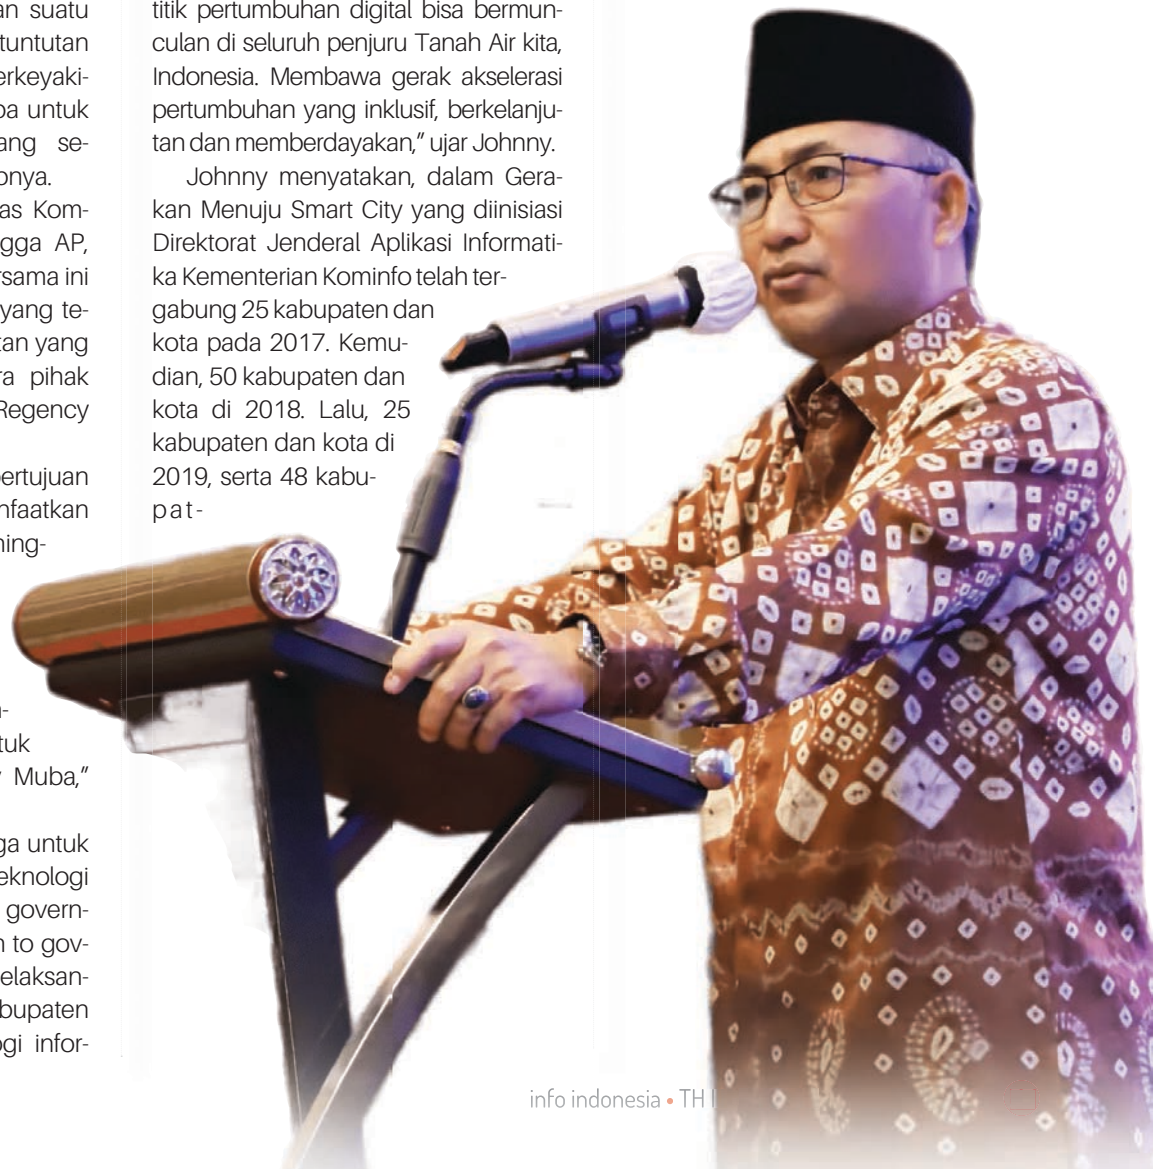 an suatu
tuntutan
erkeyaki-
ba untuk
ang se-
onya.
as Kom-
gga AP,
rsama ini
yang te-
tan yang
ra pihak
Regency
pertujuan
nfaatkan
ning-
tuk
Muba,”
ga untuk
eknologi
govern-
n to gov-
elaksan-
bupaten
ogi infor-
titik pertumbuhan digital bisa bermun-
culan di seluruh penjuru Tanah Air kita,
Indonesia. Membawa gerak akselerasi
pertumbuhan yang inklusif, berkelanju-
tan dan memberdayakan,” ujar Johnny.
Johnny menyatakan, dalam Gera-
kan Menuju Smart City yang diinisiasi
Direktorat Jenderal Aplikasi Informati-
ka Kementerian Kominfo telah ter-
gabung 25 kabupaten dan
kota pada 2017. Kemu-
dian, 50 kabupaten dan
kota di 2018. Lalu, 25
kabupaten dan kota di
2019, serta 48 kabu-
pat-
info indonesia • TH I